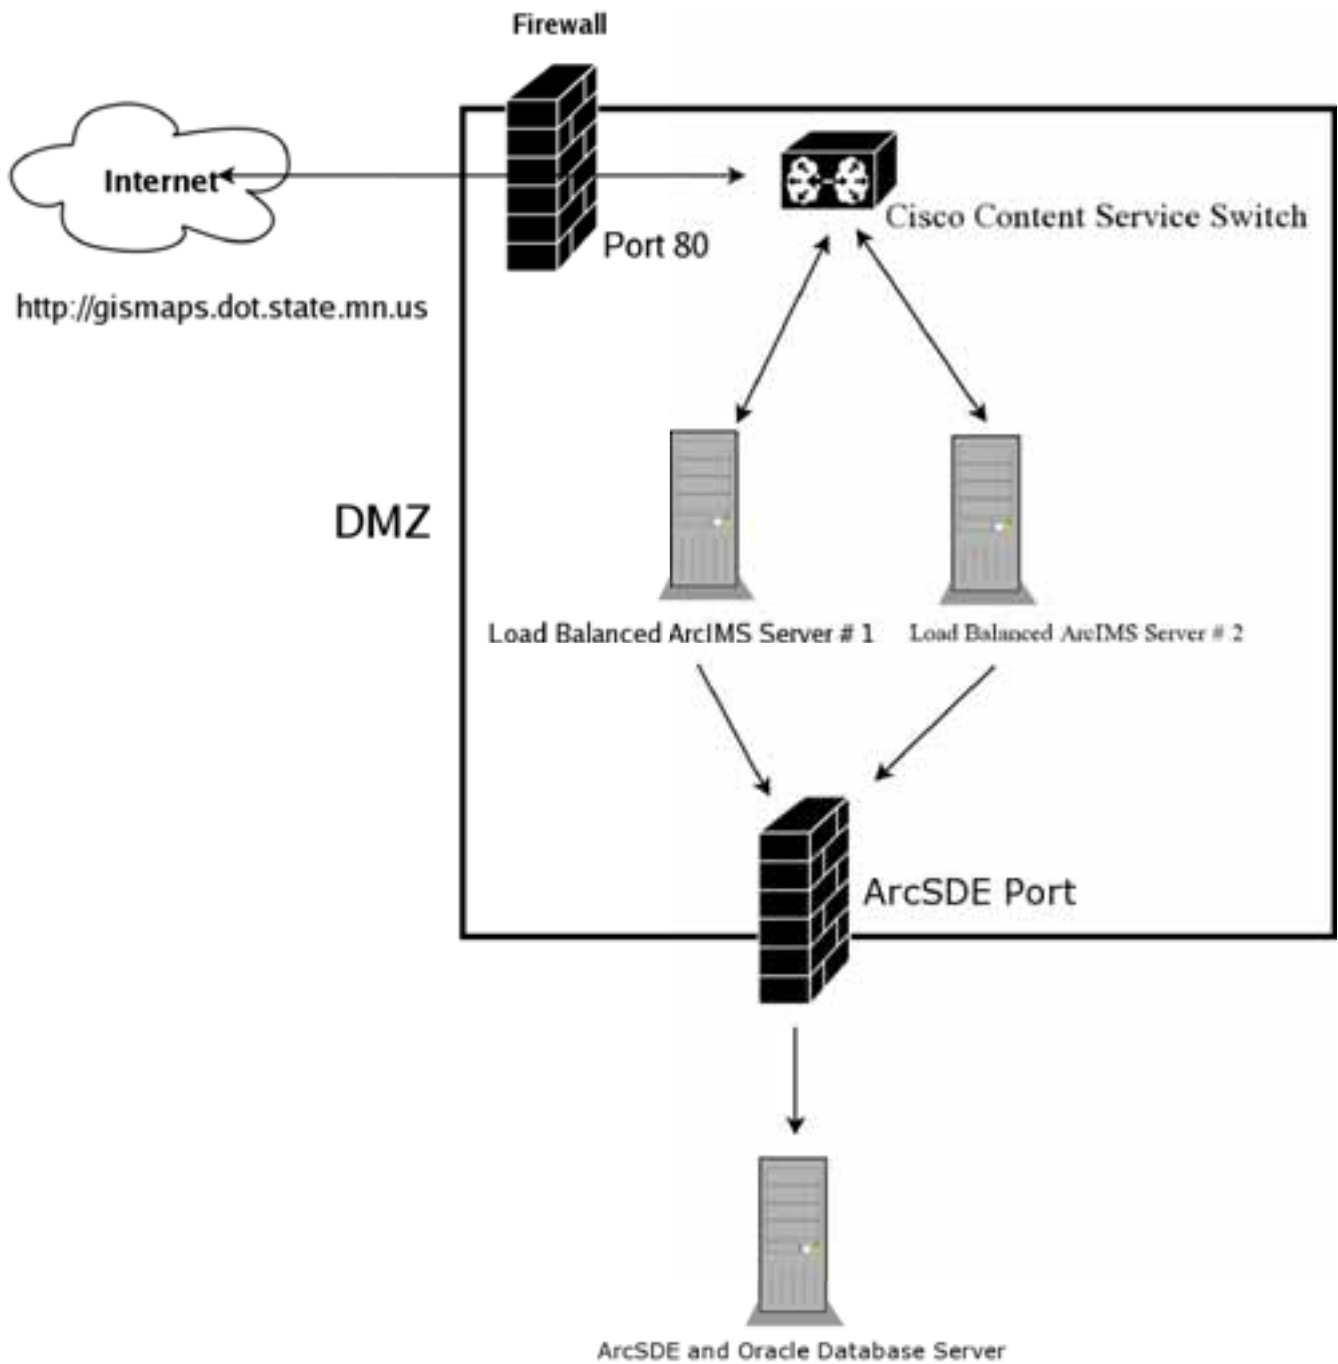 Firewall
Internet
Cisco Content Service Switch
Port 80
http://gismaps.dot.state.mn.us
DMZ
Load Balanced ArcIMS Server # 1
Load Balanced ArcIMS Server # 2
ArcSDE Port
ArcSDE and Oracle Database Server